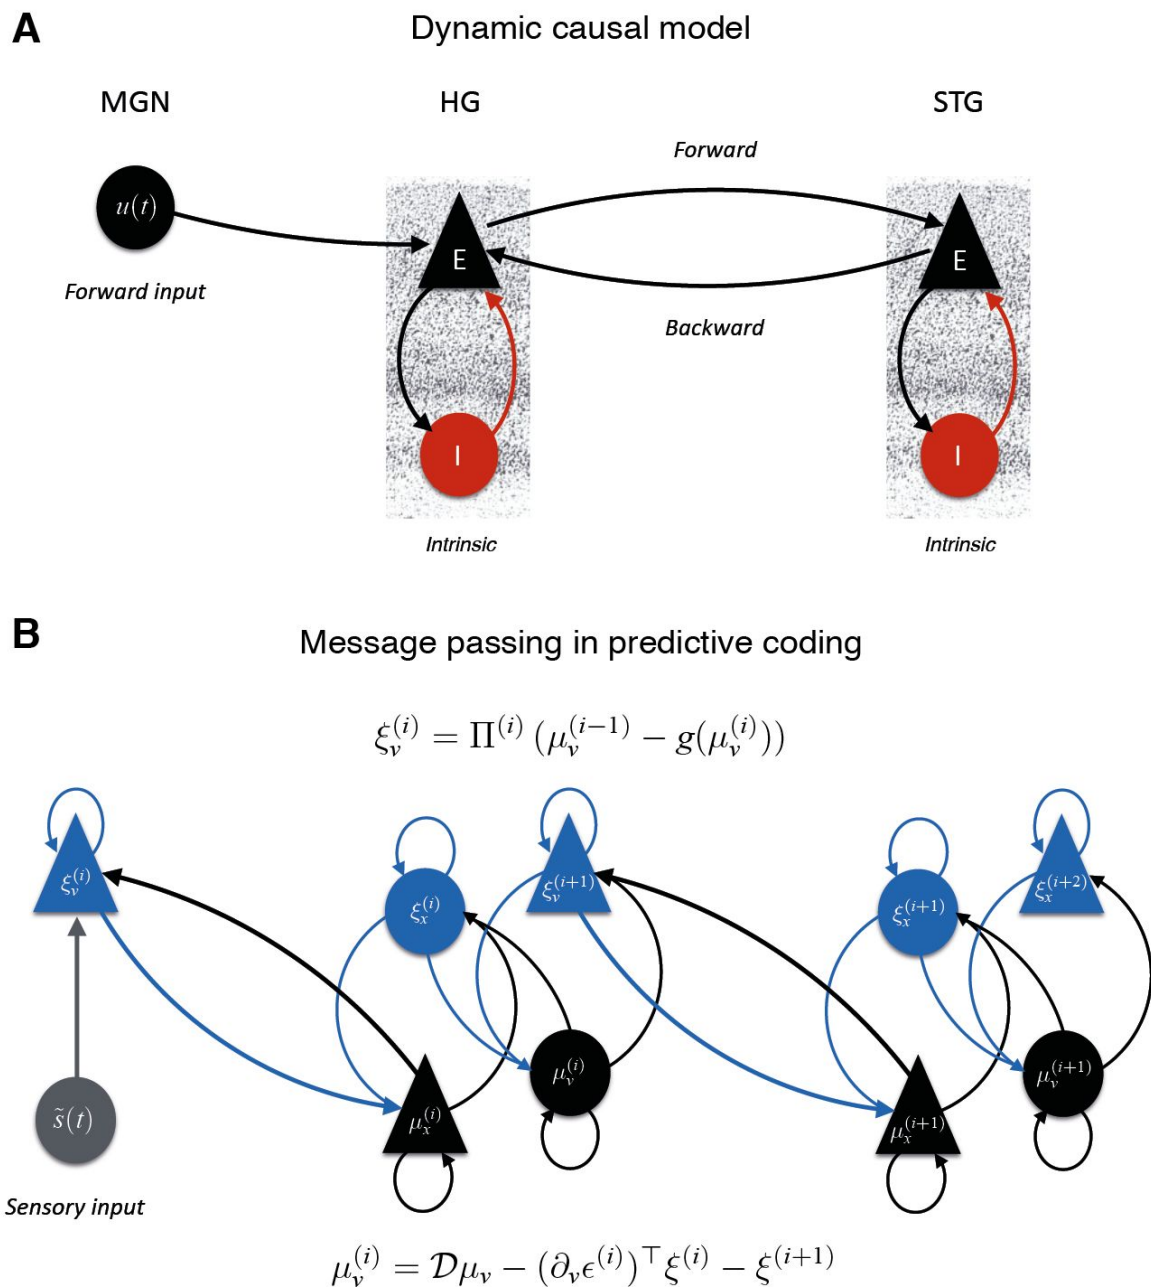 A
Dynamic causal model
MGN HG STG
Forward
u(t)
E E
Forward input
Backward
I I
Intrinsic Intrinsic
B
Message passing in predictive coding
ξ_v^{(i)} = Π^{(i)} (μ_v^{(i−1)} − g(μ_v^{(i)}))
ξ_v^{(i)} ξ_x^{(i)} ξ_v^{(i+1)} ξ_x^{(i+1)} ξ_x^{(i+2)}
s̃(t) μ_x^{(i)} μ_v^{(i)} μ_x^{(i+1)} μ_v^{(i+1)}
Sensory input
μ_v^{(i)} = 𝒟μ_v − (∂_v ϵ^{(i)})^⊤ ξ^{(i)} − ξ^{(i+1)}